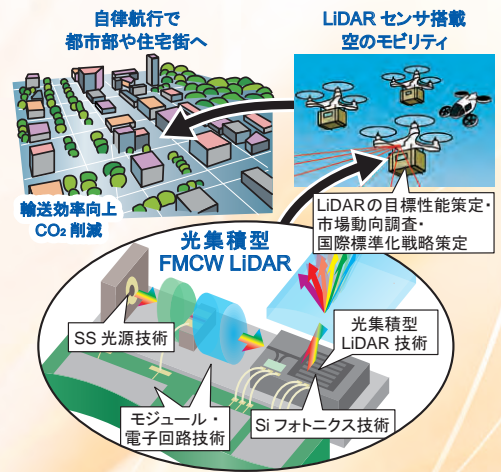 自律航行で
都市部や住宅街へ
LiDAR センサ搭載
空のモビリティ
輸送効率向上
CO₂ 削減
LiDARの目標性能策定・
市場動向調査・
国際標準化戦略策定
光集積型
FMCW LiDAR
SS 光源技術
光集積型
LiDAR 技術
モジュール・
電子回路技術
Si フォトニクス技術